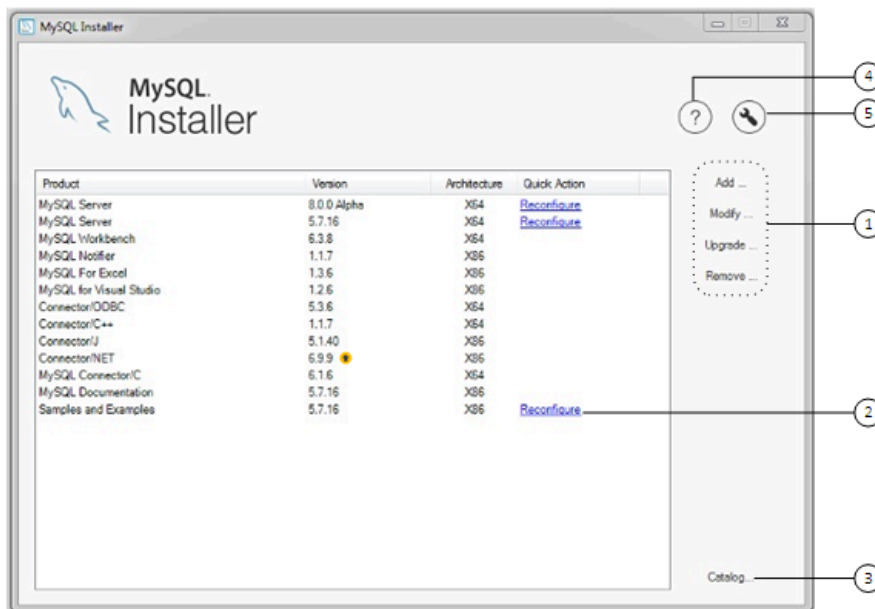 MySQL Installer
MySQL.
Installer
?
4
5
Product Version Architecture Quick Action
MySQL Server 8.0.0 Alpha X64 Reconfigure
MySQL Server 5.7.16 X64 Reconfigure
MySQL Workbench 6.3.8 X64
MySQL Notifier 1.1.7 X86
MySQL For Excel 1.3.6 X86
MySQL for Visual Studio 1.2.6 X86
Connector/ODBC 5.3.6 X64
Connector/C++ 1.1.7 X64
Connector/J 5.1.40 X86
Connector/NET 6.9.9 X86
MySQL Connector/C 6.1.6 X64
MySQL Documentation 5.7.16 X86
Samples and Examples 5.7.16 X86 Reconfigure
Add ...
Modify ...
Upgrade ...
Remove ...
1
2
Catalog...
3